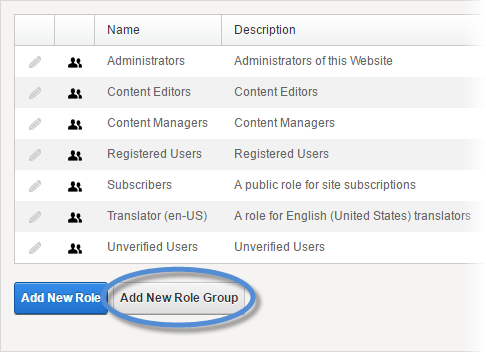 Name Description
Administrators Administrators of this Website
Content Editors Content Editors
Content Managers Content Managers
Registered Users Registered Users
Subscribers A public role for site subscriptions
Translator (en-US) A role for English (United States) translators
Unverified Users Unverified Users
Add New Role Add New Role Group